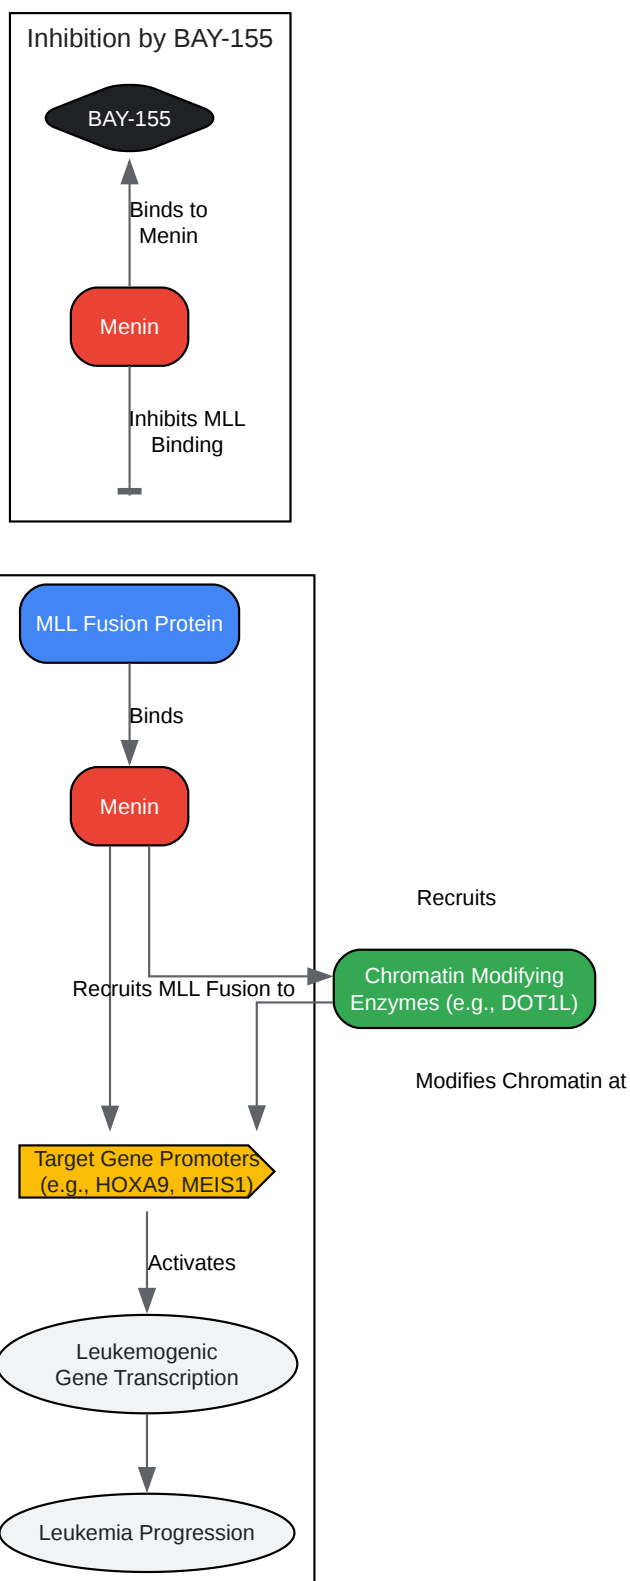 Inhibition by BAY-155
BAY-155
Binds to
Menin
Menin
Inhibits MLL
Binding
MLL Fusion Protein
Binds
Menin
Recruits
Chromatin Modifying
Enzymes (e.g., DOT1L)
Recruits MLL Fusion to
Modifies Chromatin at
Target Gene Promoters
(e.g., HOXA9, MEIS1)
Activates
Leukemogenic
Gene Transcription
Leukemia Progression